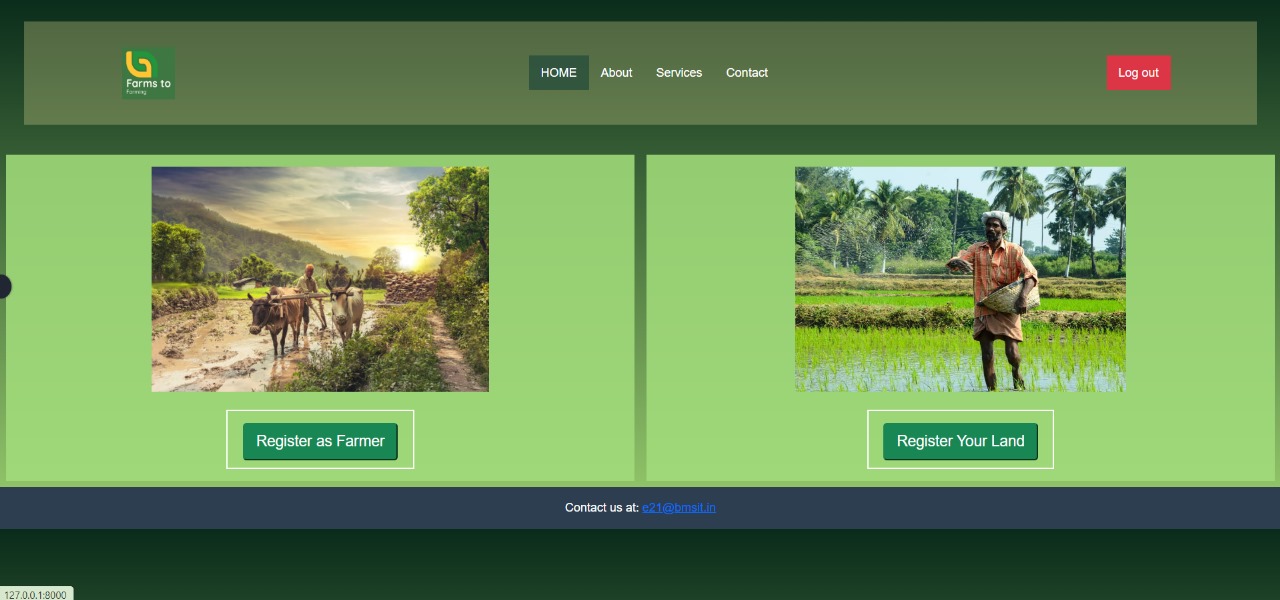 Farms to
Farming
HOME
About
Services
Contact
Log out
Register as Farmer
Register Your Land
Contact us at: e21@bmsit.in
127.0.0.1:8000